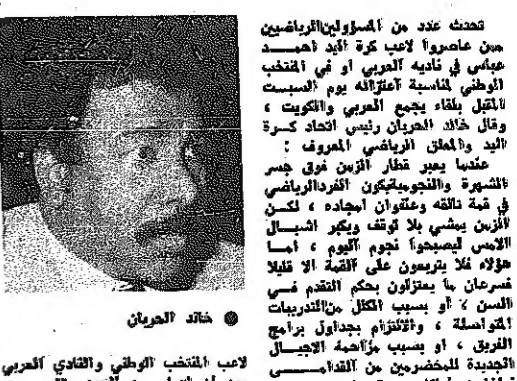 تحدث عدد من المسؤولين الرياضيين
ممن عاصروا لاعب كرة اليد احمد
عباس في ناديه العربي او في المنتخب
الوطني لمناسبة اعتزاله يوم السبت
المقبل بلقاء يجمع العربي والكويت ،
وقال خالد الحربان رئيس اتحاد كرة
اليد والمعلق الرياضي المعروف :
عندما يعبر قطار الزمن فوق جسر
الشهرة والنجومية يكون الفرد الرياضي
في قمة تالقه وعنفوان امجاده ، لكن
الزمن يمشي بلا توقف ويكبر اشبال
الامس ليصبحوا نجوم اليوم ، اما
هؤلاء فلا يتربعون على القمة الا قليلا
فسرعان ما يعتزلون بحكم التقدم في
السن ، أو بسبب الكلل من التدريبات
المتواصلة ، والالتزام بجداول برامج
الفريق ، او بسبب مزاحمة الاجيال
الجديدة للمخضرمين من القدامى
خالد الحربان
لاعب المنتخب الوطني والنادي العربي